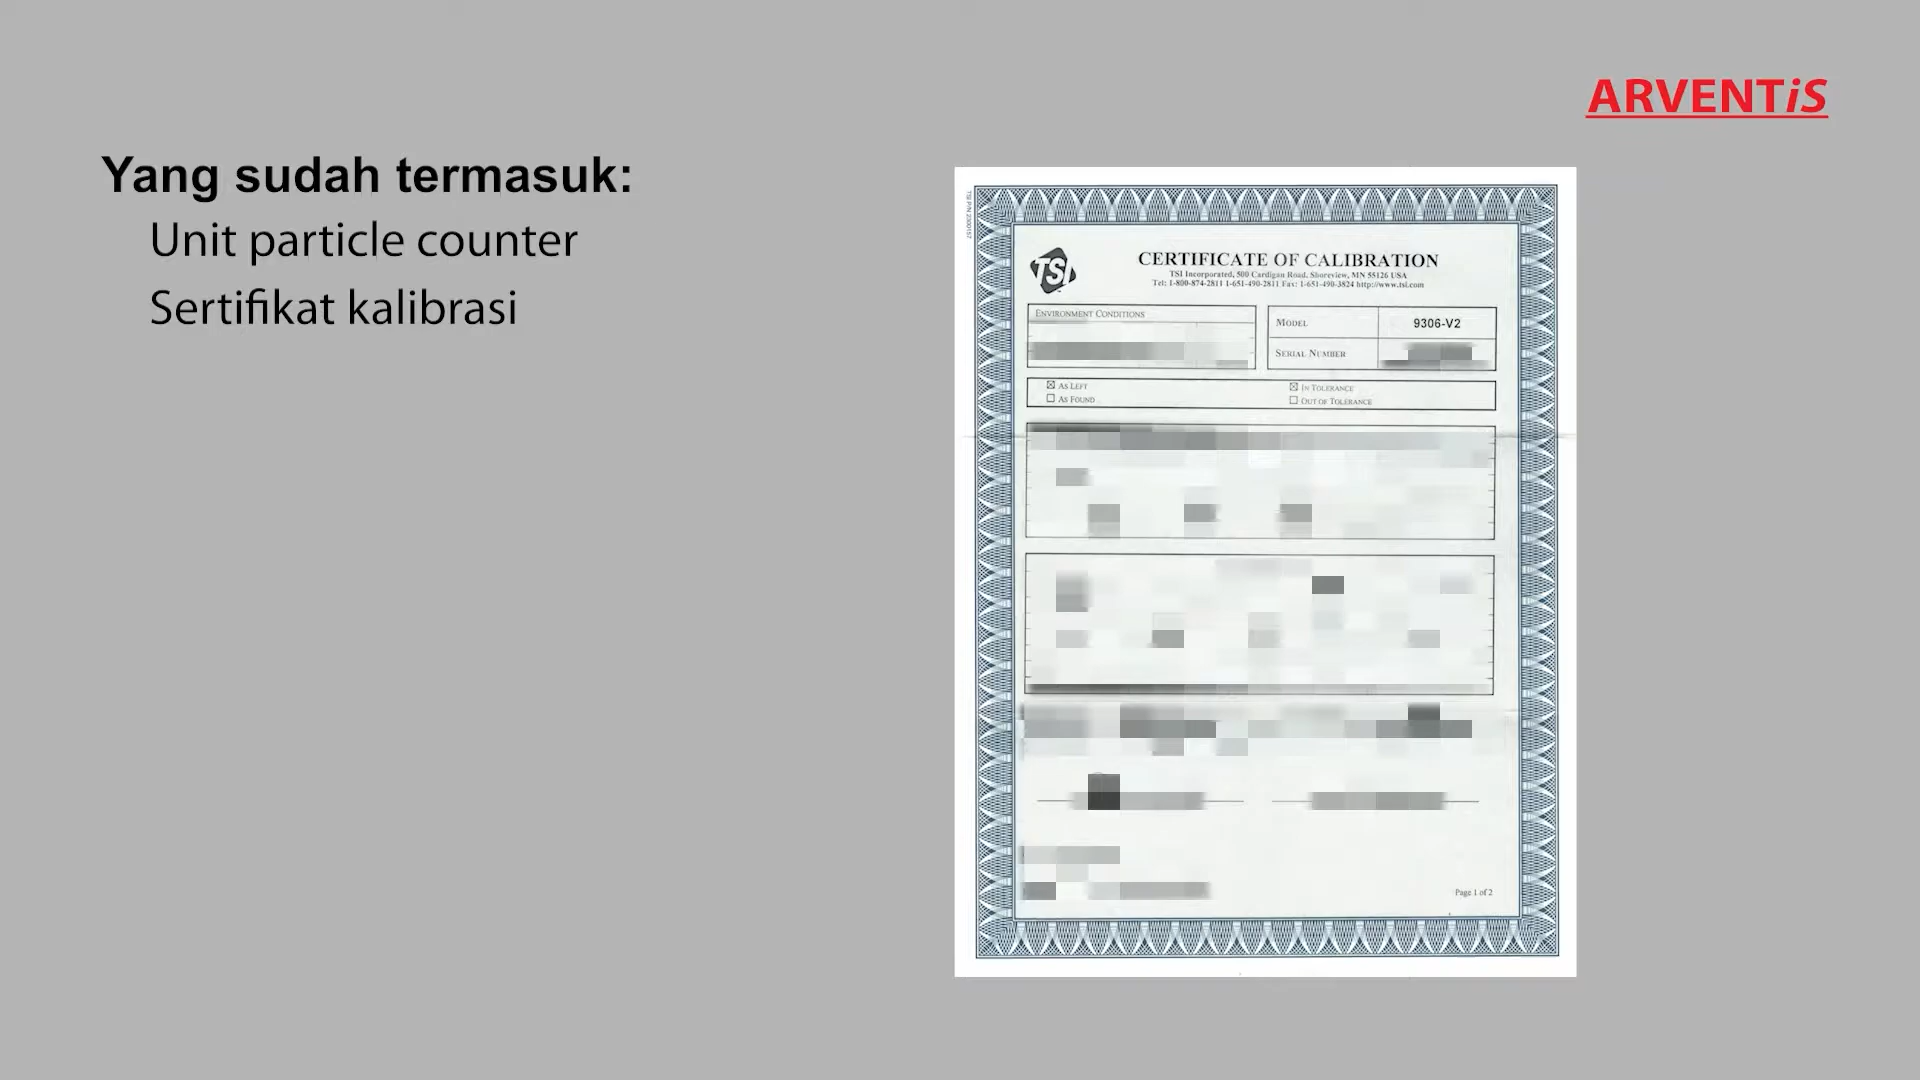 ARVENTiS
Yang sudah termasuk:
Unit particle counter
Sertifikat kalibrasi
TSI
CERTIFICATE OF CALIBRATION
TSI Incorporated, 500 Cardigan Road, Shoreview, MN 55126 USA
Tel: 1-800-874-2811 1-651-490-2811 Fax: 1-651-490-3824 http://www.tsi.com
ENVIRONMENT CONDITIONS
MODEL 9306-V2
SERIAL NUMBER
AS LEFT
AS FOUND
IN TOLERANCE
OUT OF TOLERANCE
Page 1 of 2